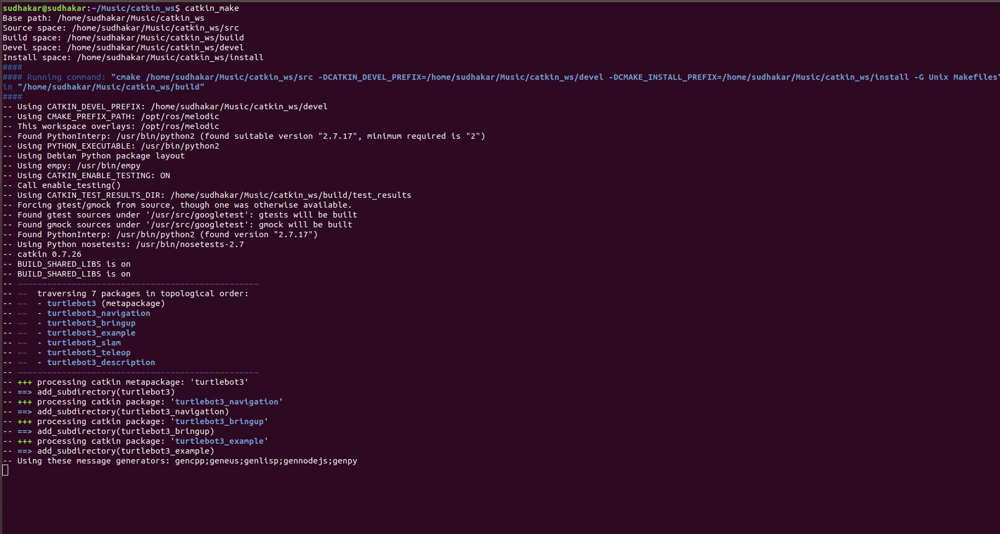 sudhakar@sudhakar:~/Music/catkin_ws$ catkin_make
Base path: /home/sudhakar/Music/catkin_ws
Source space: /home/sudhakar/Music/catkin_ws/src
Build space: /home/sudhakar/Music/catkin_ws/build
Devel space: /home/sudhakar/Music/catkin_ws/devel
Install space: /home/sudhakar/Music/catkin_ws/install
####
#### Running command: "cmake /home/sudhakar/Music/catkin_ws/src -DCATKIN_DEVEL_PREFIX=/home/sudhakar/Music/catkin_ws/devel -DCMAKE_INSTALL_PREFIX=/home/sudhakar/Music/catkin_ws/install -G Unix Makefiles"
in "/home/sudhakar/Music/catkin_ws/build"
####
-- Using CATKIN_DEVEL_PREFIX: /home/sudhakar/Music/catkin_ws/devel
-- Using CMAKE_PREFIX_PATH: /opt/ros/melodic
-- This workspace overlays: /opt/ros/melodic
-- Found PythonInterp: /usr/bin/python2 (found suitable version "2.7.17", minimum required is "2")
-- Using PYTHON_EXECUTABLE: /usr/bin/python2
-- Using Debian Python package layout
-- Using empy: /usr/bin/empy
-- Using CATKIN_ENABLE_TESTING: ON
-- Call enable_testing()
-- Using CATKIN_TEST_RESULTS_DIR: /home/sudhakar/Music/catkin_ws/build/test_results
-- Forcing gtest/gmock from source, though one was otherwise available.
-- Found gtest sources under '/usr/src/googletest': gtests will be built
-- Found gmock sources under '/usr/src/googletest': gmock will be built
-- Found PythonInterp: /usr/bin/python2 (found version "2.7.17")
-- Using Python nosetests: /usr/bin/nosetests-2.7
-- catkin 0.7.26
-- BUILD_SHARED_LIBS is on
-- BUILD_SHARED_LIBS is on
-- ~~~~~~~~~~~~~~~~~~~~~~~~~~~~~~~~~~~~~~~~~~~~~~~~~
-- ~~  traversing 7 packages in topological order:
-- ~~  - turtlebot3 (metapackage)
-- ~~  - turtlebot3_navigation
-- ~~  - turtlebot3_bringup
-- ~~  - turtlebot3_example
-- ~~  - turtlebot3_slam
-- ~~  - turtlebot3_teleop
-- ~~  - turtlebot3_description
-- ~~~~~~~~~~~~~~~~~~~~~~~~~~~~~~~~~~~~~~~~~~~~~~~~~
-- +++ processing catkin metapackage: 'turtlebot3'
-- ==> add_subdirectory(turtlebot3)
-- +++ processing catkin package: 'turtlebot3_navigation'
-- ==> add_subdirectory(turtlebot3_navigation)
-- +++ processing catkin package: 'turtlebot3_bringup'
-- ==> add_subdirectory(turtlebot3_bringup)
-- +++ processing catkin package: 'turtlebot3_example'
-- ==> add_subdirectory(turtlebot3_example)
-- Using these message generators: gencpp;geneus;genlisp;gennodejs;genpy